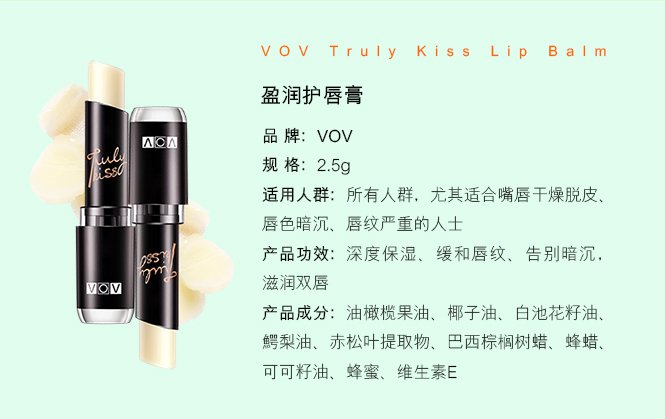 VOV Truly Kiss Lip Balm
盈润护唇膏
品 牌：VOV
规 格：2.5g
适用人群：所有人群，尤其适合嘴唇干燥脱皮、
唇色暗沉、唇纹严重的人士
产品功效：深度保湿、缓和唇纹、告别暗沉，
滋润双唇
产品成分：油橄榄果油、椰子油、白池花籽油、
鳄梨油、赤松叶提取物、巴西棕榈树蜡、蜂蜡、
可可籽油、蜂蜜、维生素E
Truly
kiss
VOV
VOV
Truly
kiss